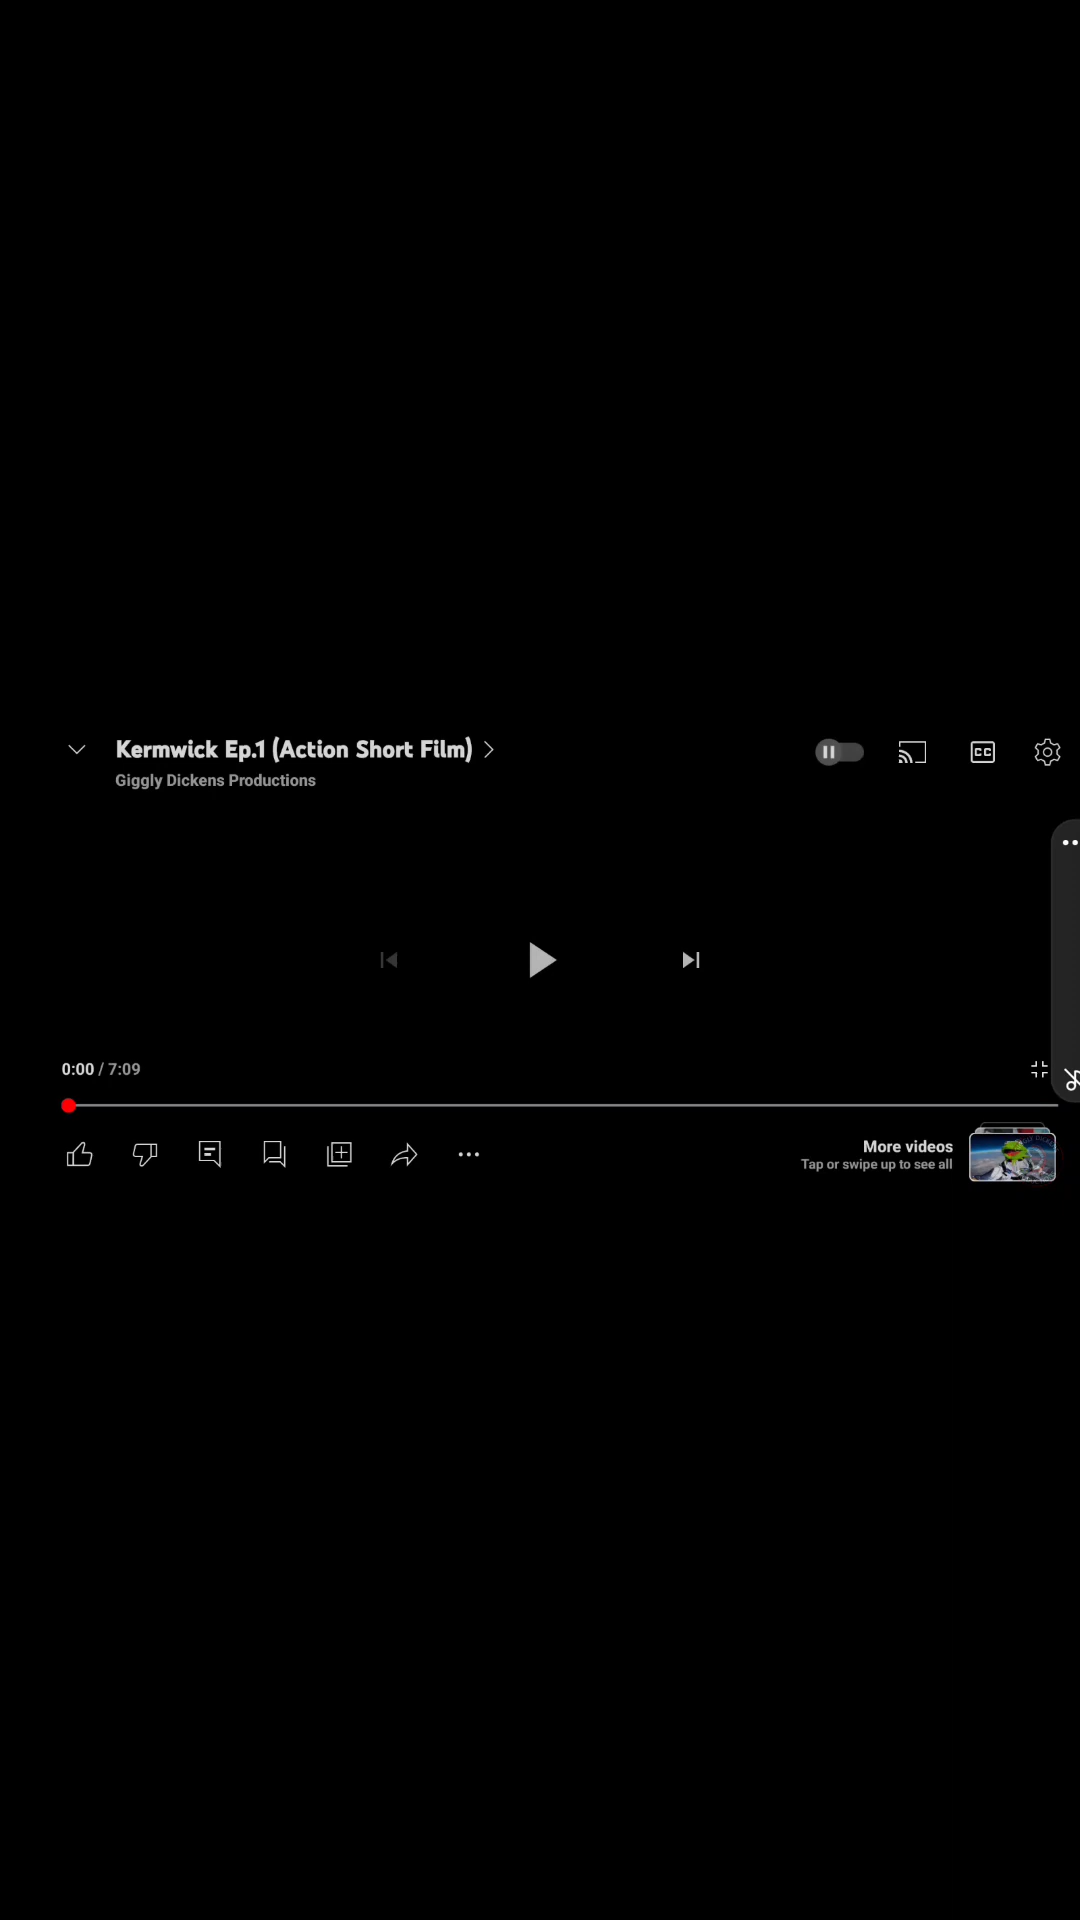 Kermwick Ep.1 (Action Short Film)
Giggly Dickens Productions
CC
0:00 / 7:09
More videos
Tap or swipe up to see all